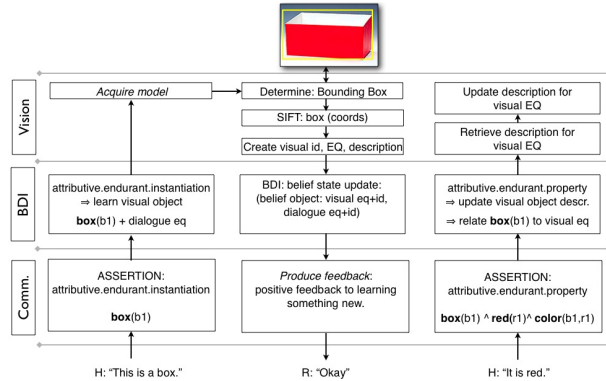 Vision
Acquire model
Determine: Bounding Box
SIFT: box (coords)
Create visual id, EQ, description
Update description for
visual EQ
Retrieve description for
visual EQ
BDI
attributive.endurant.instantiation
⇒ learn visual object
box(b1) + dialogue eq
BDI: belief state update:
(belief object: visual eq+id,
dialogue eq+id)
attributive.endurant.property
⇒ update visual object descr.
⇒ relate box(b1) to visual eq
Comm.
ASSERTION:
attributive.endurant.instantiation
box(b1)
Produce feedback:
positive feedback to learning
something new.
ASSERTION:
attributive.endurant.property
box(b1) ^ red(r1)^ color(b1,r1)
H: “This is a box.”
R: “Okay”
H: “It is red.”